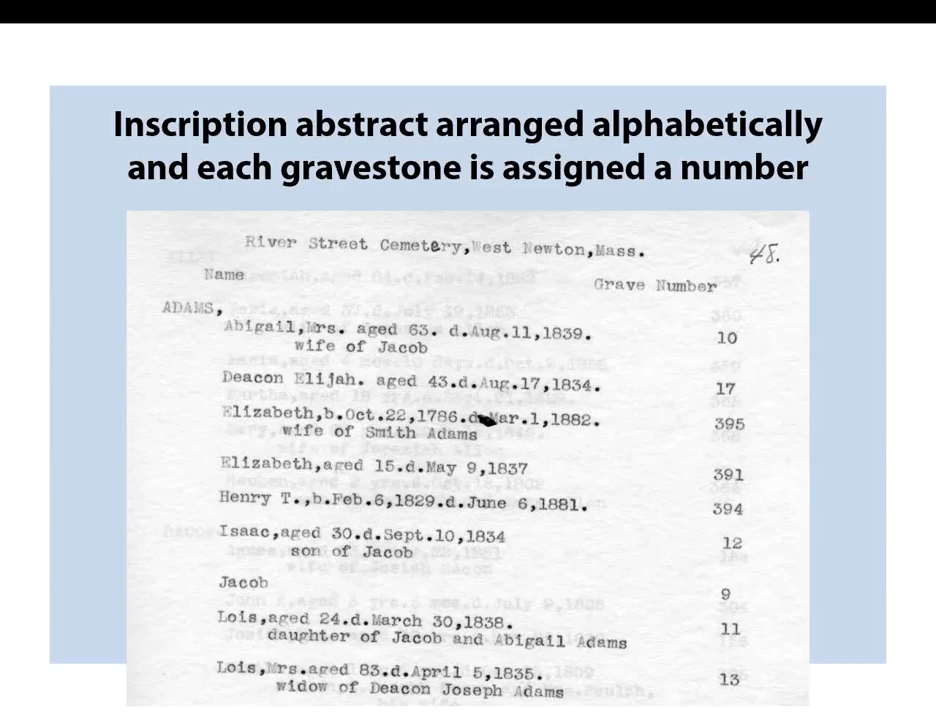 Inscription abstract arranged alphabetically
and each gravestone is assigned a number
River Street Cemetery,West Newton,Mass.
48.
Name
Grave Number
ADAMS,
Abigail,Mrs. aged 63. d.Aug.11,1839. 10
wife of Jacob
Deacon Elijah. aged 43.d.Aug.17,1834. 17
Elizabeth,b.Oct.22,1786.d.Mar.1,1882. 395
wife of Smith Adams
Elizabeth,aged 15.d.May 9,1837 391
Henry T.,b.Feb.6,1829.d.June 6,1881. 394
Isaac,aged 30.d.Sept.10,1834 12
son of Jacob
Jacob 9
Lois,aged 24.d.March 30,1838. 11
daughter of Jacob and Abigail Adams
Lois,Mrs.aged 83.d.April 5,1835. 13
widow of Deacon Joseph Adams